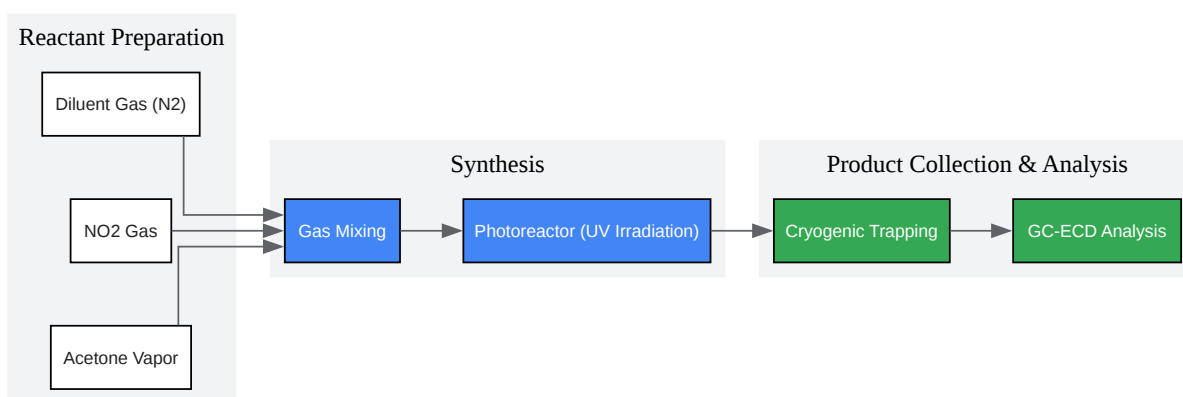 Reactant Preparation
Diluent Gas (N2)
NO2 Gas
Acetone Vapor
Synthesis
Gas Mixing
Photoreactor (UV Irradiation)
Product Collection & Analysis
Cryogenic Trapping
GC-ECD Analysis